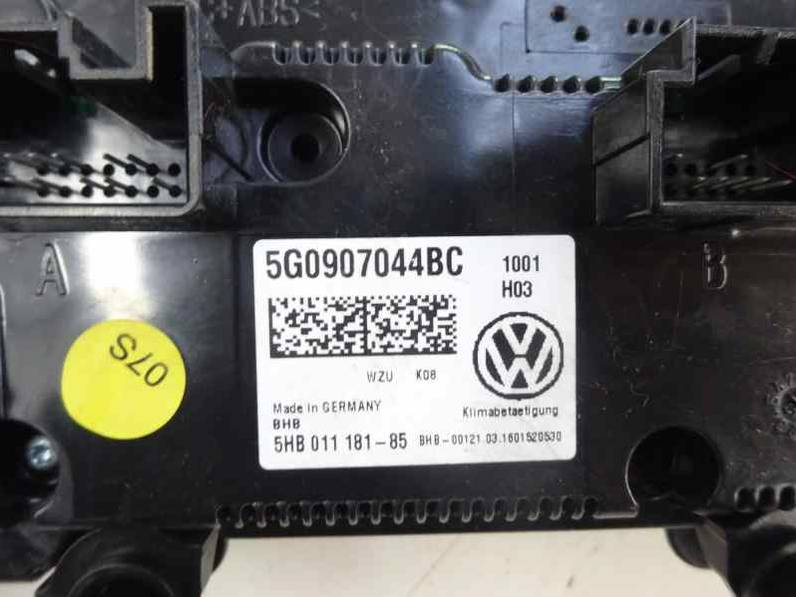 +ABS<
A
B
5G0907044BC 1001
H03
WZU K08
Made in GERMANY
BHB
Klimabetaetigung
5HB 011 181-85 BHB-00121.03.1601520530
07S